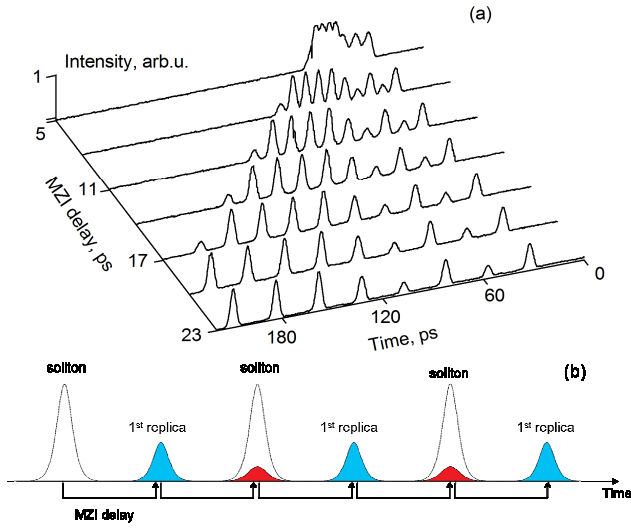 (a)
Intensity, arb.u.
1
5
11
17
23
MZI delay, ps
180
120
60
0
Time, ps
(b)
soliton
soliton
soliton
1st replica
1st replica
1st replica
Time
MZI delay